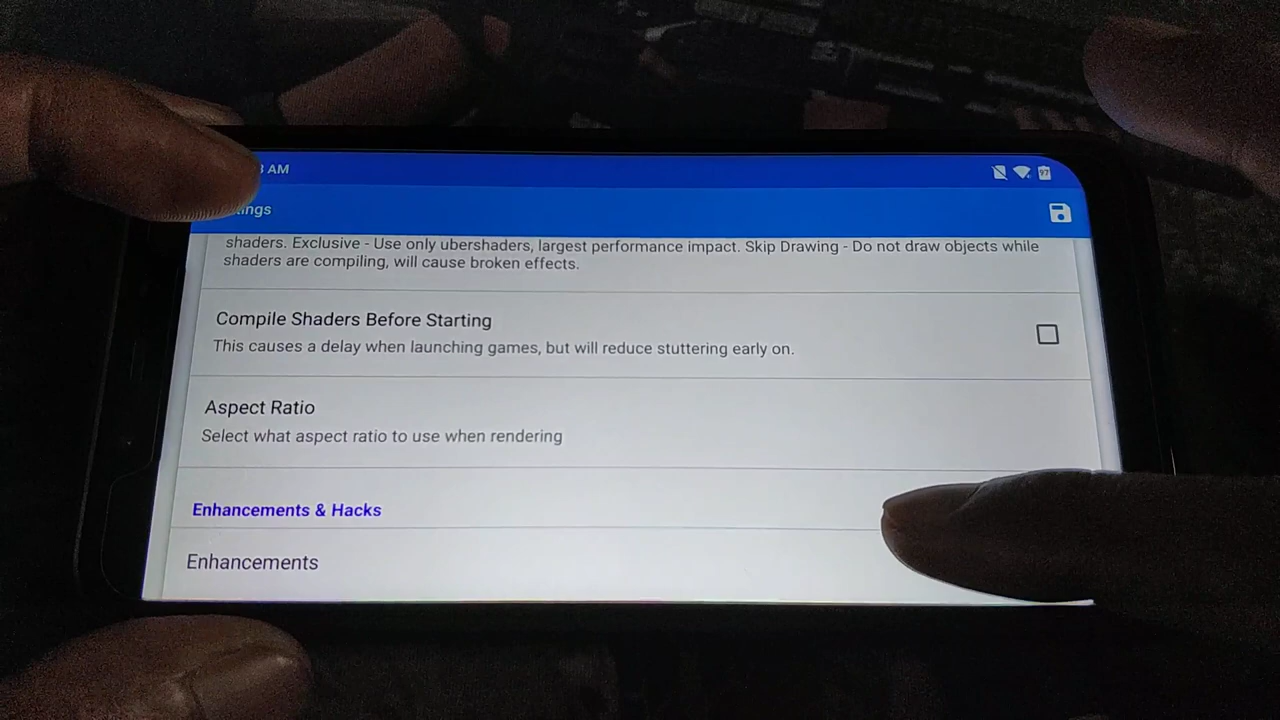 AM
shaders. Exclusive - Use only ubershaders, largest performance impact. Skip Drawing - Do not draw objects while
shaders are compiling, will cause broken effects.
Compile Shaders Before Starting
This causes a delay when launching games, but will reduce stuttering early on.
Aspect Ratio
Select what aspect ratio to use when rendering
Enhancements & Hacks
Enhancements